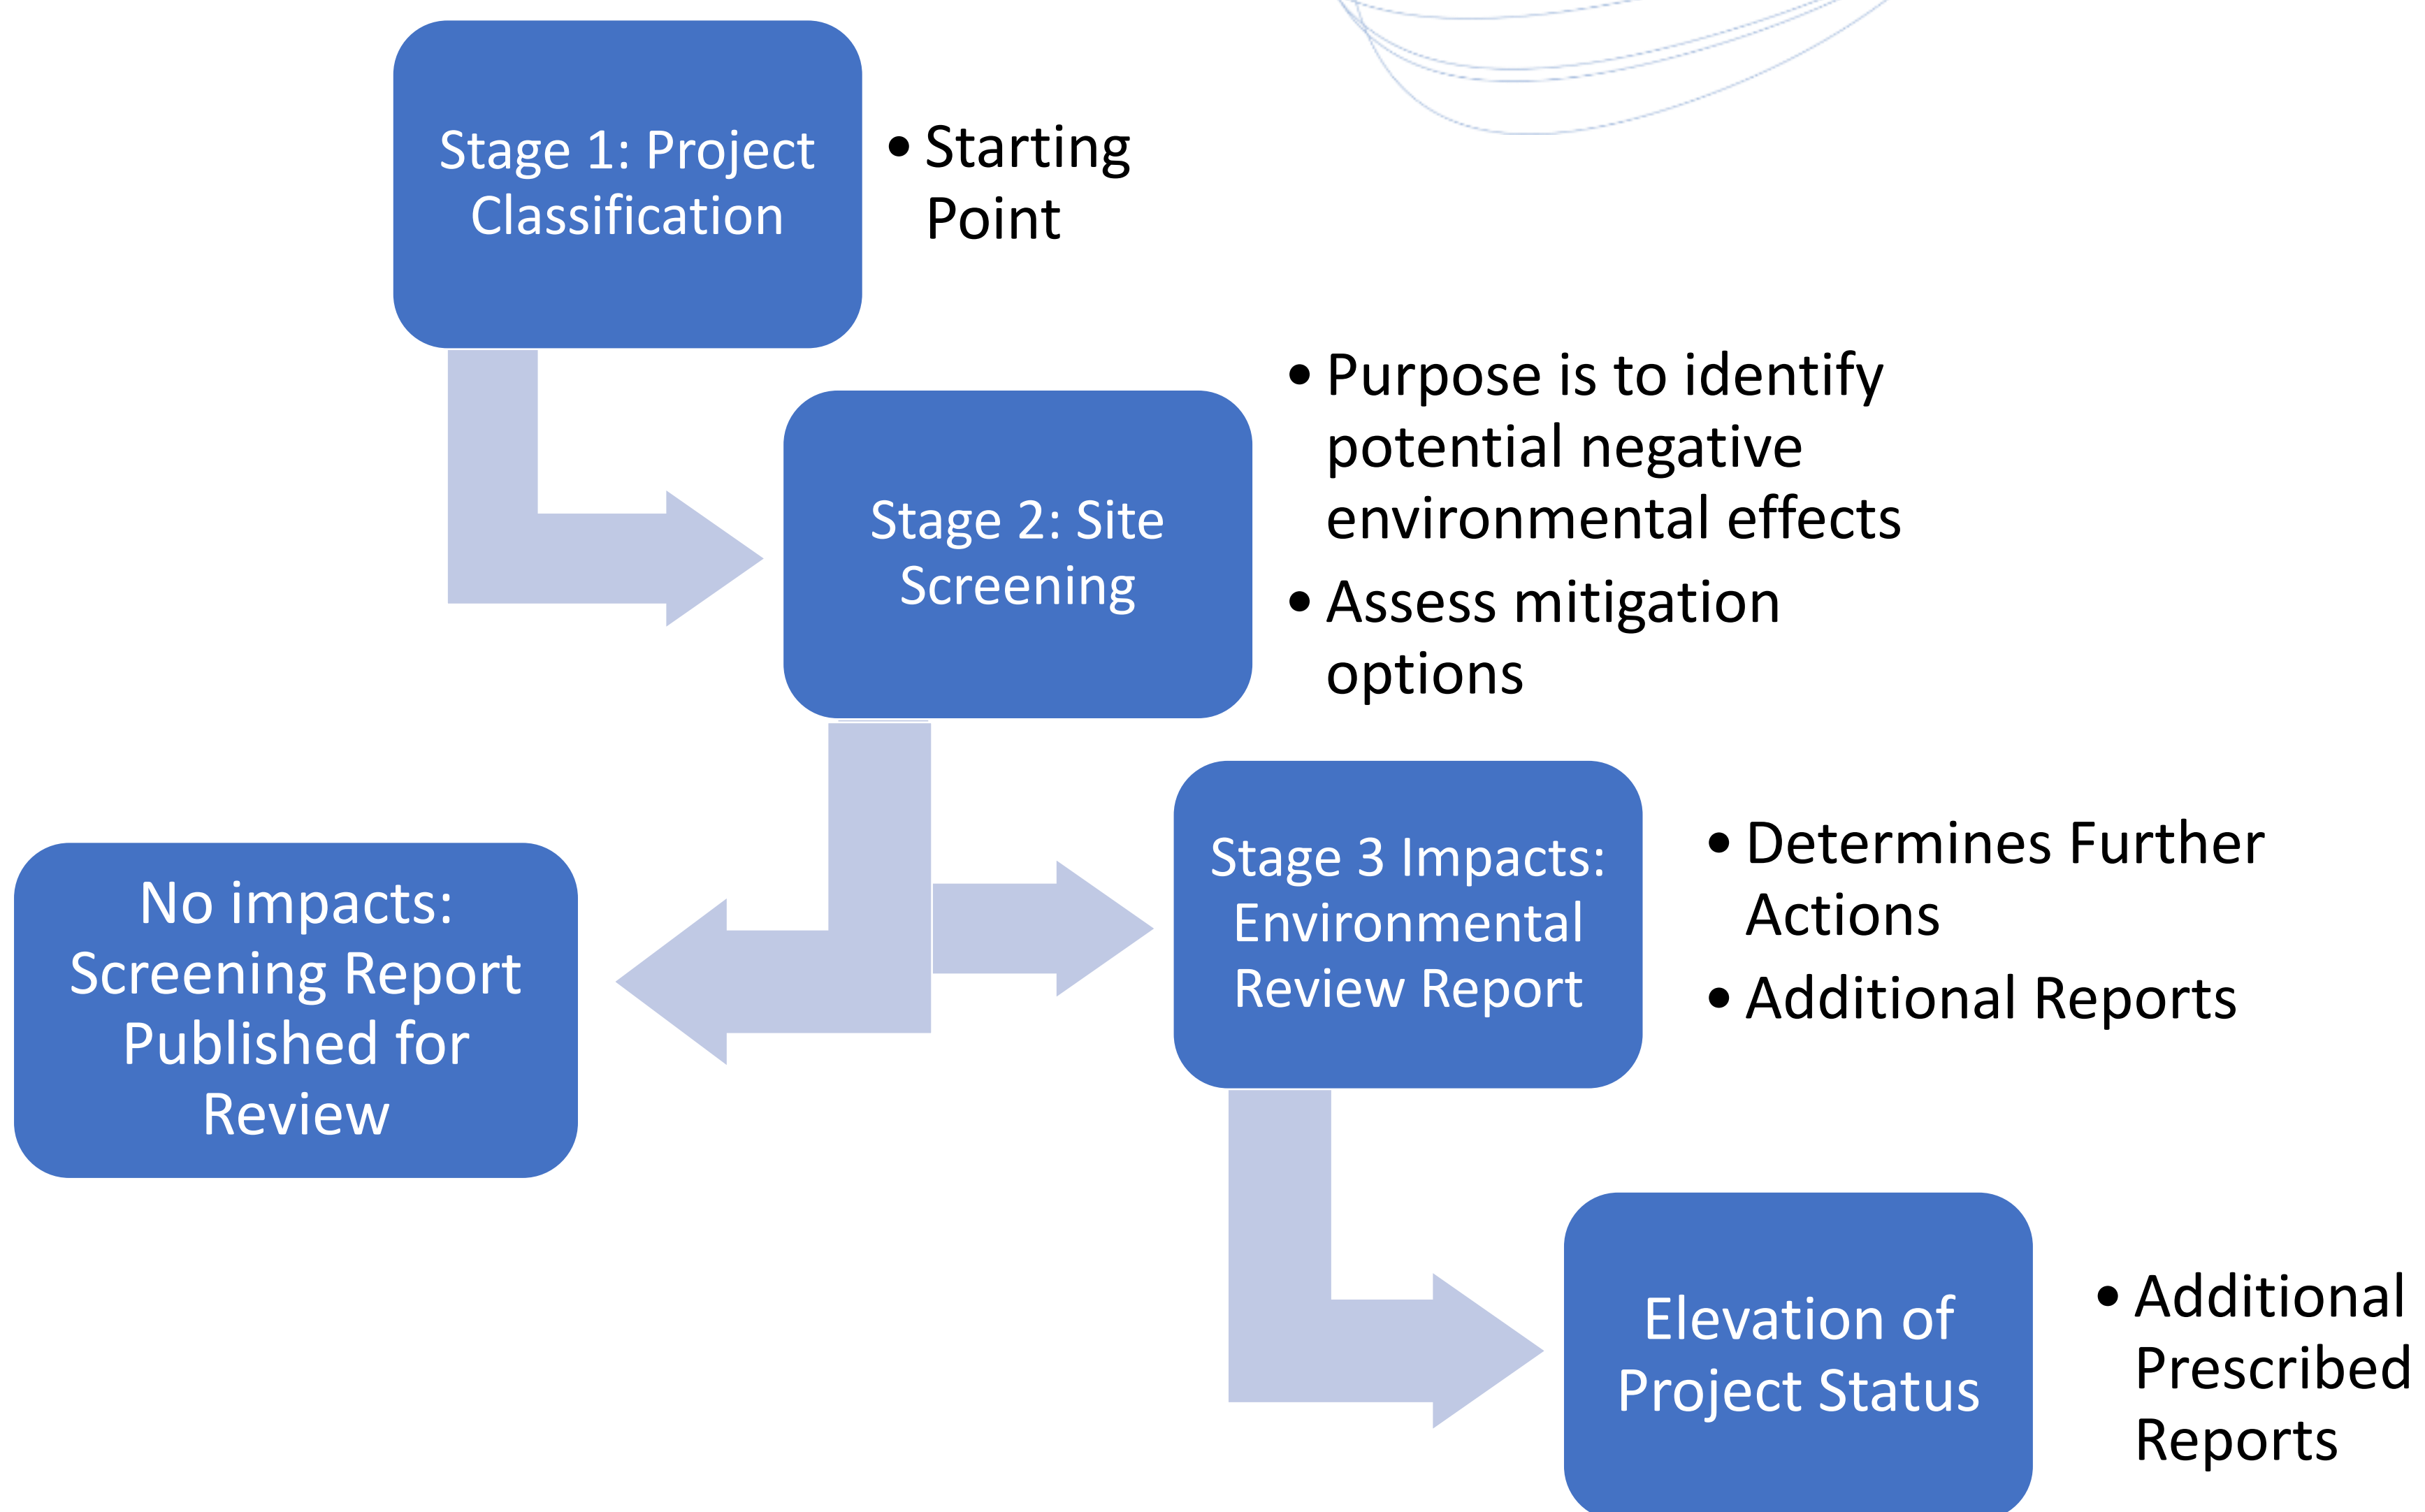 Stage 1: Project
Classification
• Starting
Point
Stage 2: Site
Screening
• Purpose is to identify
potential negative
environmental effects
• Assess mitigation
options
No impacts:
Screening Report
Published for
Review
Stage 3 Impacts:
Environmental
Review Report
• Determines Further
Actions
• Additional Reports
Elevation of
Project Status
• Additional
Prescribed
Reports